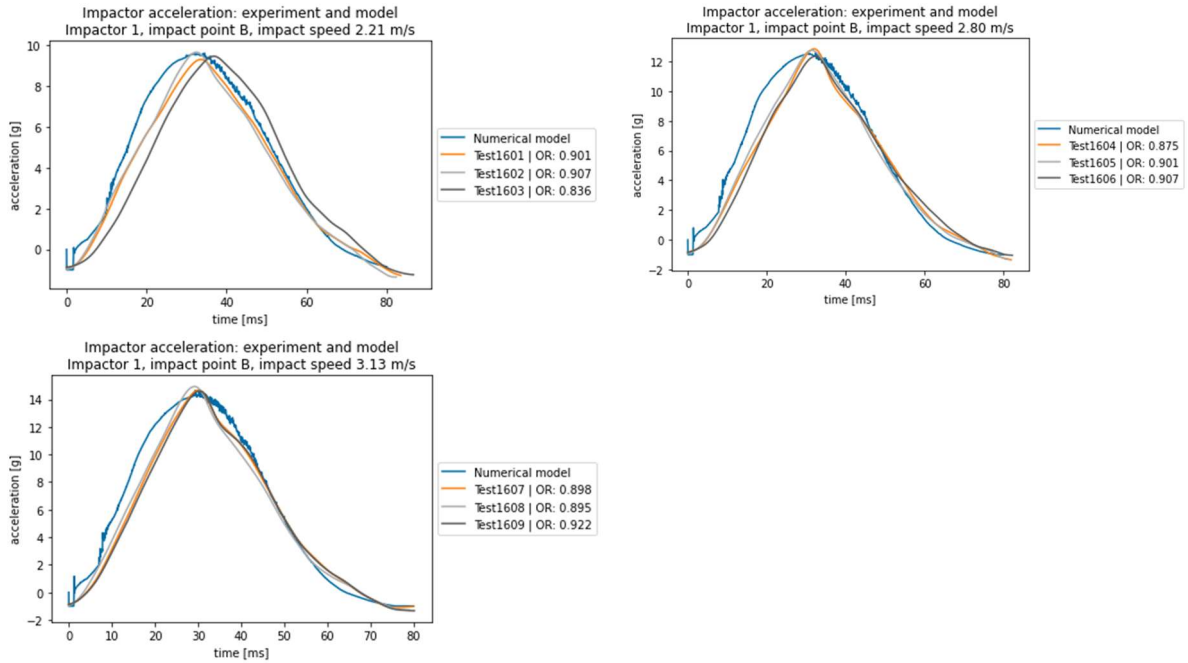 Impactor acceleration: experiment and model
Impactor 1, impact point B, impact speed 2.21 m/s
10
8
6
4
2
0
acceleration [g]
0 20 40 60 80
time [ms]
Numerical model
Test1601 | OR: 0.901
Test1602 | OR: 0.907
Test1603 | OR: 0.836
Impactor acceleration: experiment and model
Impactor 1, impact point B, impact speed 2.80 m/s
12
10
8
6
4
2
0
−2
acceleration [g]
0 20 40 60 80
time [ms]
Numerical model
Test1604 | OR: 0.875
Test1605 | OR: 0.901
Test1606 | OR: 0.907
Impactor acceleration: experiment and model
Impactor 1, impact point B, impact speed 3.13 m/s
14
12
10
8
6
4
2
0
−2
acceleration [g]
0 10 20 30 40 50 60 70 80
time [ms]
Numerical model
Test1607 | OR: 0.898
Test1608 | OR: 0.895
Test1609 | OR: 0.922